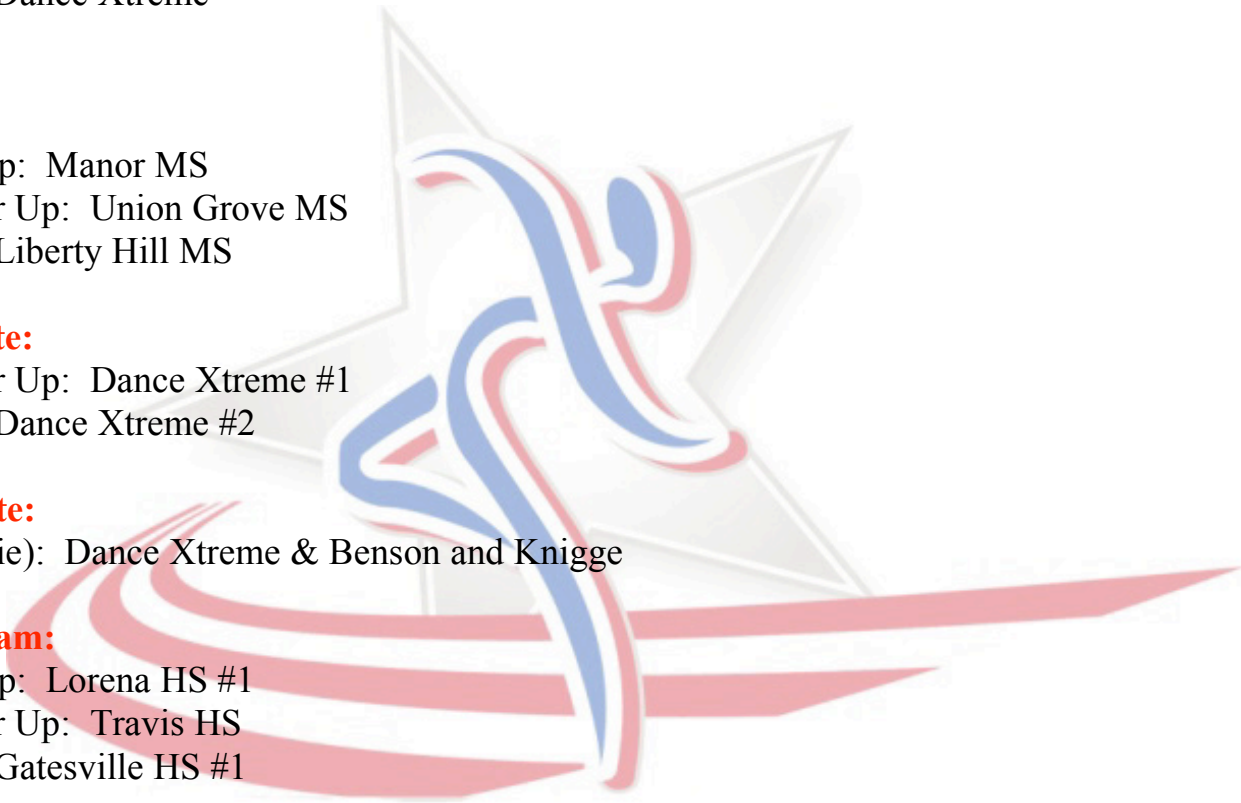 Dance Xtreme
p: Manor MS
r Up: Union Grove MS
Liberty Hill MS
te:
r Up: Dance Xtreme #1
Dance Xtreme #2
te:
ie): Dance Xtreme & Benson and Knigge
am:
p: Lorena HS #1
r Up: Travis HS
Gatesville HS #1